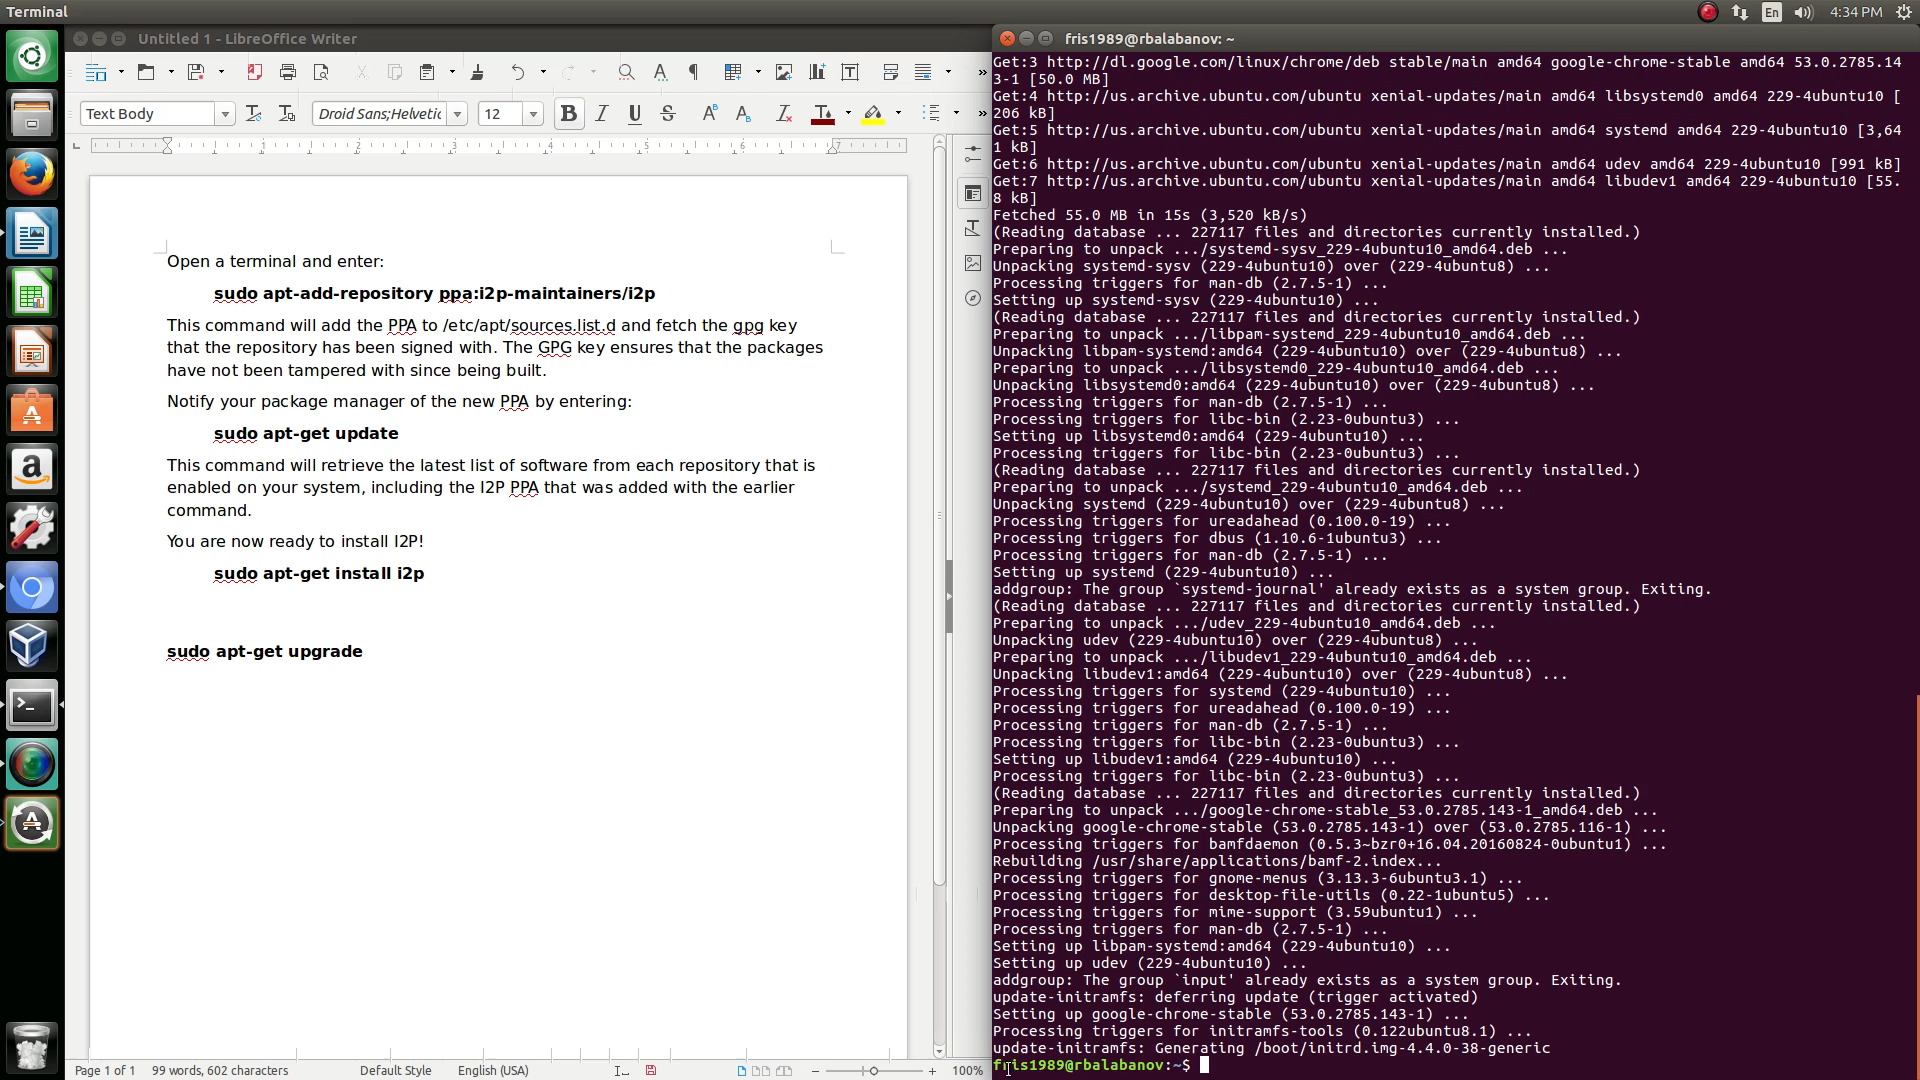 Terminal
En
4:34 PM
Untitled 1 - LibreOffice Writer
Text Body
Droid Sans;Helvetic
12
1 2 3 4 5 6 7
Open a terminal and enter:
sudo apt-add-repository ppa:i2p-maintainers/i2p
This command will add the PPA to /etc/apt/sources.list.d and fetch the gpg key
that the repository has been signed with. The GPG key ensures that the packages
have not been tampered with since being built.
Notify your package manager of the new PPA by entering:
sudo apt-get update
This command will retrieve the latest list of software from each repository that is
enabled on your system, including the I2P PPA that was added with the earlier
command.
You are now ready to install I2P!
sudo apt-get install i2p
sudo apt-get upgrade
Page 1 of 1
99 words, 602 characters
Default Style
English (USA)
100%
fris1989@rbalabanov: ~
Get:3 http://dl.google.com/linux/chrome/deb stable/main amd64 google-chrome-stable amd64 53.0.2785.14
3-1 [50.0 MB]
Get:4 http://us.archive.ubuntu.com/ubuntu xenial-updates/main amd64 libsystemd0 amd64 229-4ubuntu10 [
206 kB]
Get:5 http://us.archive.ubuntu.com/ubuntu xenial-updates/main amd64 systemd amd64 229-4ubuntu10 [3,64
1 kB]
Get:6 http://us.archive.ubuntu.com/ubuntu xenial-updates/main amd64 udev amd64 229-4ubuntu10 [991 kB]
Get:7 http://us.archive.ubuntu.com/ubuntu xenial-updates/main amd64 libudev1 amd64 229-4ubuntu10 [55.
8 kB]
Fetched 55.0 MB in 15s (3,520 kB/s)
(Reading database ... 227117 files and directories currently installed.)
Preparing to unpack .../systemd-sysv_229-4ubuntu10_amd64.deb ...
Unpacking systemd-sysv (229-4ubuntu10) over (229-4ubuntu8) ...
Processing triggers for man-db (2.7.5-1) ...
Setting up systemd-sysv (229-4ubuntu10) ...
(Reading database ... 227117 files and directories currently installed.)
Preparing to unpack .../libpam-systemd_229-4ubuntu10_amd64.deb ...
Unpacking libpam-systemd:amd64 (229-4ubuntu10) over (229-4ubuntu8) ...
Preparing to unpack .../libsystemd0_229-4ubuntu10_amd64.deb ...
Unpacking libsystemd0:amd64 (229-4ubuntu10) over (229-4ubuntu8) ...
Processing triggers for man-db (2.7.5-1) ...
Processing triggers for libc-bin (2.23-0ubuntu3) ...
Setting up libsystemd0:amd64 (229-4ubuntu10) ...
Processing triggers for libc-bin (2.23-0ubuntu3) ...
(Reading database ... 227117 files and directories currently installed.)
Preparing to unpack .../systemd_229-4ubuntu10_amd64.deb ...
Unpacking systemd (229-4ubuntu10) over (229-4ubuntu8) ...
Processing triggers for ureadahead (0.100.0-19) ...
Processing triggers for dbus (1.10.6-1ubuntu3) ...
Processing triggers for man-db (2.7.5-1) ...
Setting up systemd (229-4ubuntu10) ...
addgroup: The group `systemd-journal' already exists as a system group. Exiting.
(Reading database ... 227117 files and directories currently installed.)
Preparing to unpack .../udev_229-4ubuntu10_amd64.deb ...
Unpacking udev (229-4ubuntu10) over (229-4ubuntu8) ...
Preparing to unpack .../libudev1_229-4ubuntu10_amd64.deb ...
Unpacking libudev1:amd64 (229-4ubuntu10) over (229-4ubuntu8) ...
Processing triggers for systemd (229-4ubuntu10) ...
Processing triggers for ureadahead (0.100.0-19) ...
Processing triggers for man-db (2.7.5-1) ...
Processing triggers for libc-bin (2.23-0ubuntu3) ...
Setting up libudev1:amd64 (229-4ubuntu10) ...
Processing triggers for libc-bin (2.23-0ubuntu3) ...
(Reading database ... 227117 files and directories currently installed.)
Preparing to unpack .../google-chrome-stable_53.0.2785.143-1_amd64.deb ...
Unpacking google-chrome-stable (53.0.2785.143-1) over (53.0.2785.116-1) ...
Processing triggers for bamfdaemon (0.5.3~bzr0+16.04.20160824-0ubuntu1) ...
Rebuilding /usr/share/applications/bamf-2.index...
Processing triggers for gnome-menus (3.13.3-6ubuntu3.1) ...
Processing triggers for desktop-file-utils (0.22-1ubuntu5) ...
Processing triggers for mime-support (3.59ubuntu1) ...
Processing triggers for man-db (2.7.5-1) ...
Setting up libpam-systemd:amd64 (229-4ubuntu10) ...
Setting up udev (229-4ubuntu10) ...
addgroup: The group `input' already exists as a system group. Exiting.
update-initramfs: deferring update (trigger activated)
Setting up google-chrome-stable (53.0.2785.143-1) ...
Processing triggers for initramfs-tools (0.122ubuntu8.1) ...
update-initramfs: Generating /boot/initrd.img-4.4.0-38-generic
fris1989@rbalabanov:~$